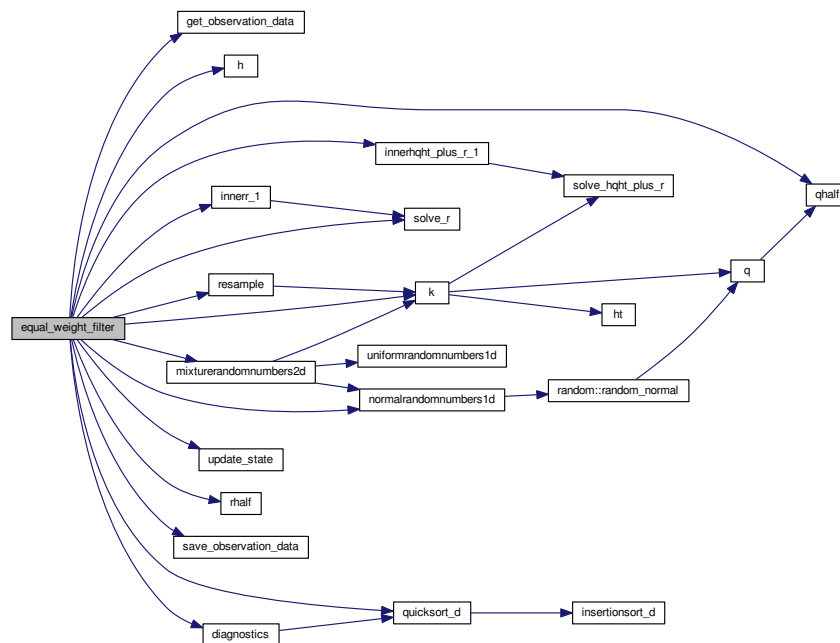 get_observation_data
h
innerhqht_plus_r_1
solve_hqht_plus_r
qhalf
innerr_1
solve_r
q
resample
k
ht
equal_weight_filter
uniformrandomnumbers1d
mixturerandomnumbers2d
random::random_normal
normalrandomnumbers1d
update_state
rhalf
save_observation_data
quicksort_d
insertionsort_d
diagnostics